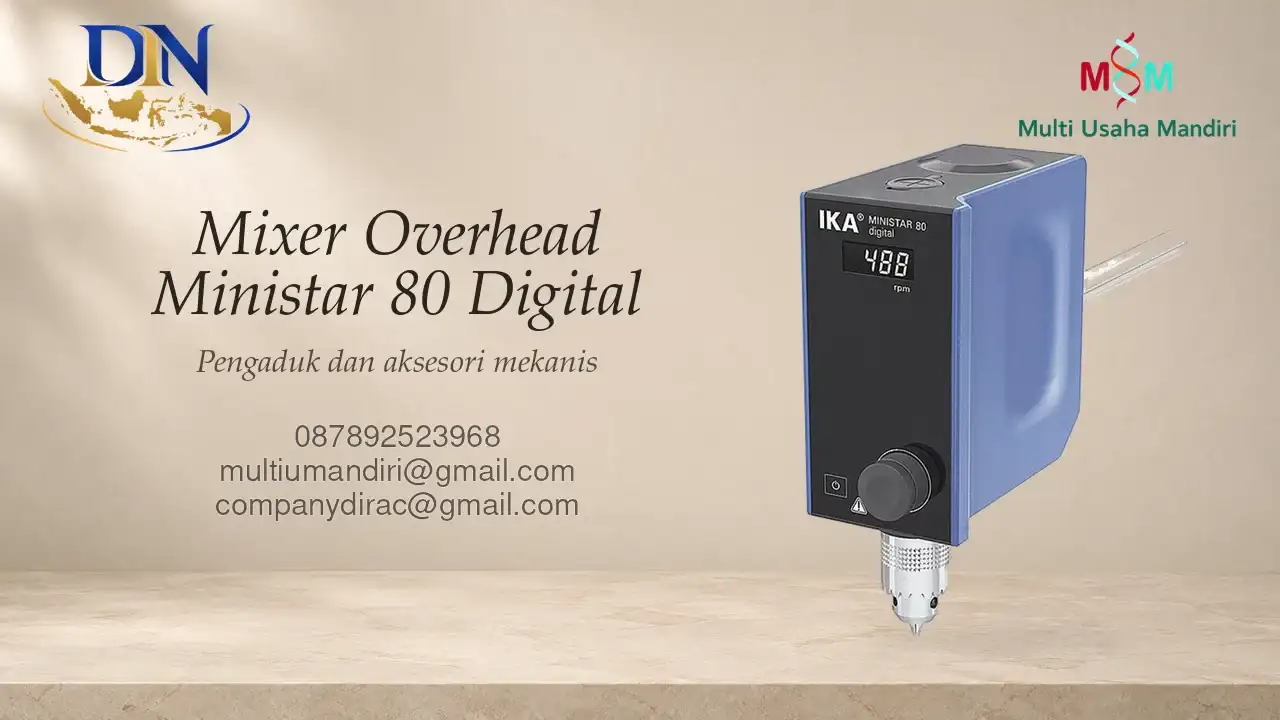 DN
MSM
Multi Usaha Mandiri
Mixer Overhead
Ministar 80 Digital
Pengaduk dan aksesori mekanis
087892523968
multiumandiri@gmail.com
companydirac@gmail.com
IKA® MINISTAR 80
digital
488
rpm